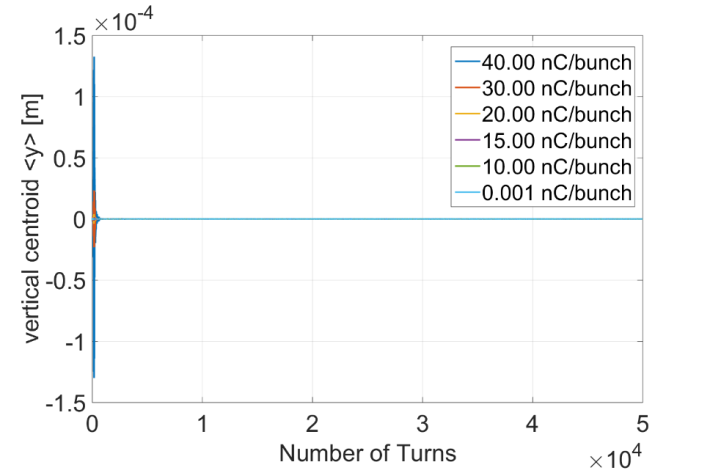 ×10⁻⁴
1.5
1
0.5
0
-0.5
-1
-1.5
vertical centroid <y> [m]
40.00 nC/bunch
30.00 nC/bunch
20.00 nC/bunch
15.00 nC/bunch
10.00 nC/bunch
0.001 nC/bunch
0 1 2 3 4 5
Number of Turns
×10⁴